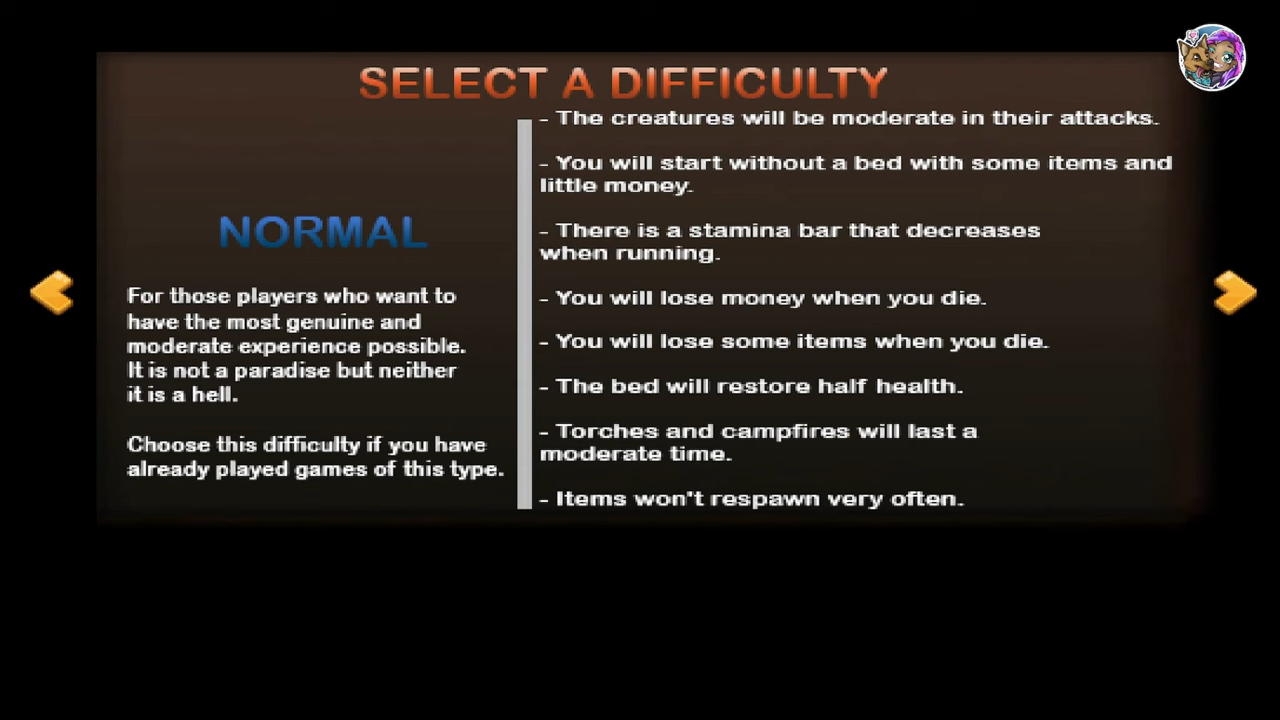 SELECT A DIFFICULTY
NORMAL
For those players who want to
have the most genuine and
moderate experience possible.
It is not a paradise but neither
it is a hell.
Choose this difficulty if you have
already played games of this type.
- The creatures will be moderate in their attacks.
- You will start without a bed with some items and
little money.
- There is a stamina bar that decreases
when running.
- You will lose money when you die.
- You will lose some items when you die.
- The bed will restore half health.
- Torches and campfires will last a
moderate time.
- Items won't respawn very often.